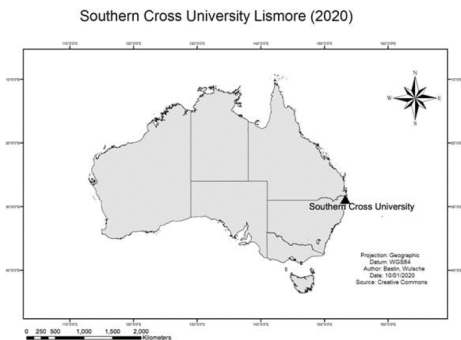 Southern Cross University Lismore (2020)
N
W E
S
Southern Cross University
Projection: Geographic
Datum: WGS84
Author: Bastin, Wulsche
Date: 10/01/2020
Source: Creative Commons
0 250 500 1,000 1,500 2,000
Kilometers